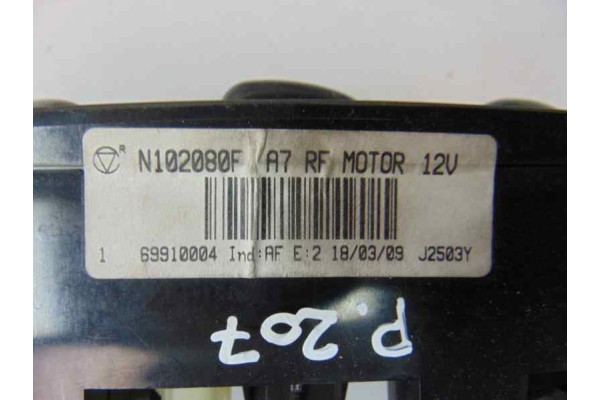 R N102080F A7 RF MOTOR 12V
1 69910004 Ind:AF E:2 18/03/09 J2503Y
P.207